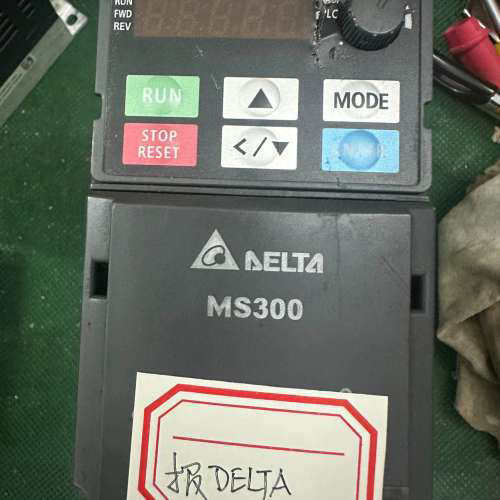 RUN
FWD
REV
PLC
RUN
MODE
STOP
RESET
</▼
DELTA
MS300
DELTA